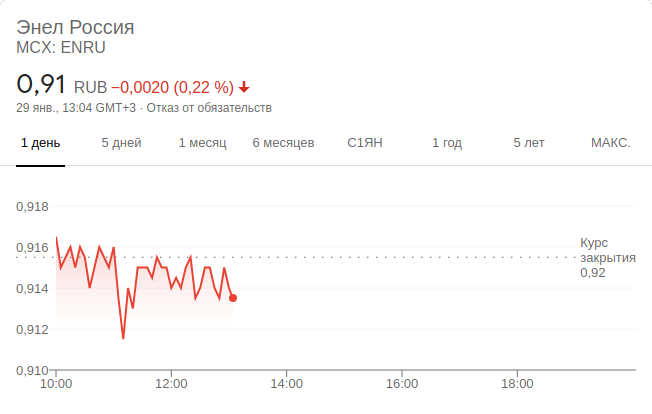 Энел Россия
MCX: ENRU
0,91 RUB −0,0020 (0,22 %)
29 янв., 13:04 GMT+3 · Отказ от обязательств
1 день 5 дней 1 месяц 6 месяцев С1ЯН 1 год 5 лет МАКС.
0,918
0,916
0,914
0,912
0,910
Курс
закрытия
0,92
10:00 12:00 14:00 16:00 18:00